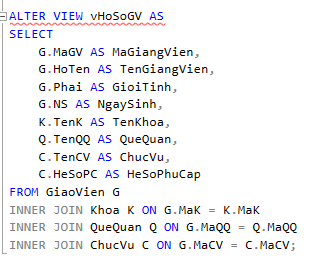 ALTER VIEW vHoSoGV AS
SELECT
G.MaGV AS MaGiangVien,
G.HoTen AS TenGiangVien,
G.Phai AS GioiTinh,
G.NS AS NgaySinh,
K.TenK AS TenKhoa,
Q.TenQQ AS QueQuan,
C.TenCV AS ChucVu,
C.HeSoPC AS HeSoPhuCap
FROM GiaoVien G
INNER JOIN Khoa K ON G.MaK = K.MaK
INNER JOIN QueQuan Q ON G.MaQQ = Q.MaQQ
INNER JOIN ChucVu C ON G.MaCV = C.MaCV;